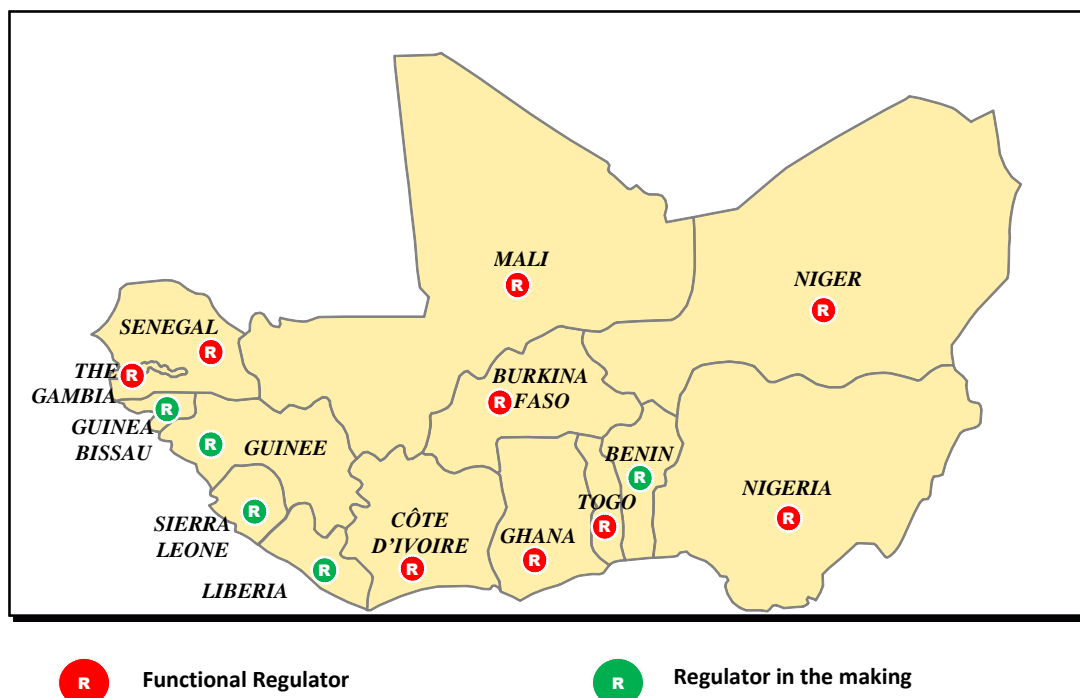 MALI
R
NIGER
R
SENEGAL
R
THE
GAMBIA
R
BURKINA
FASO
R
GUINEA
BISSAU
R
GUINEE
R
BENIN
R
NIGERIA
R
TOGO
R
SIERRA
LEONE
R
CÔTE
D’IVOIRE
R
GHANA
R
LIBERIA
R
R Functional Regulator
R Regulator in the making